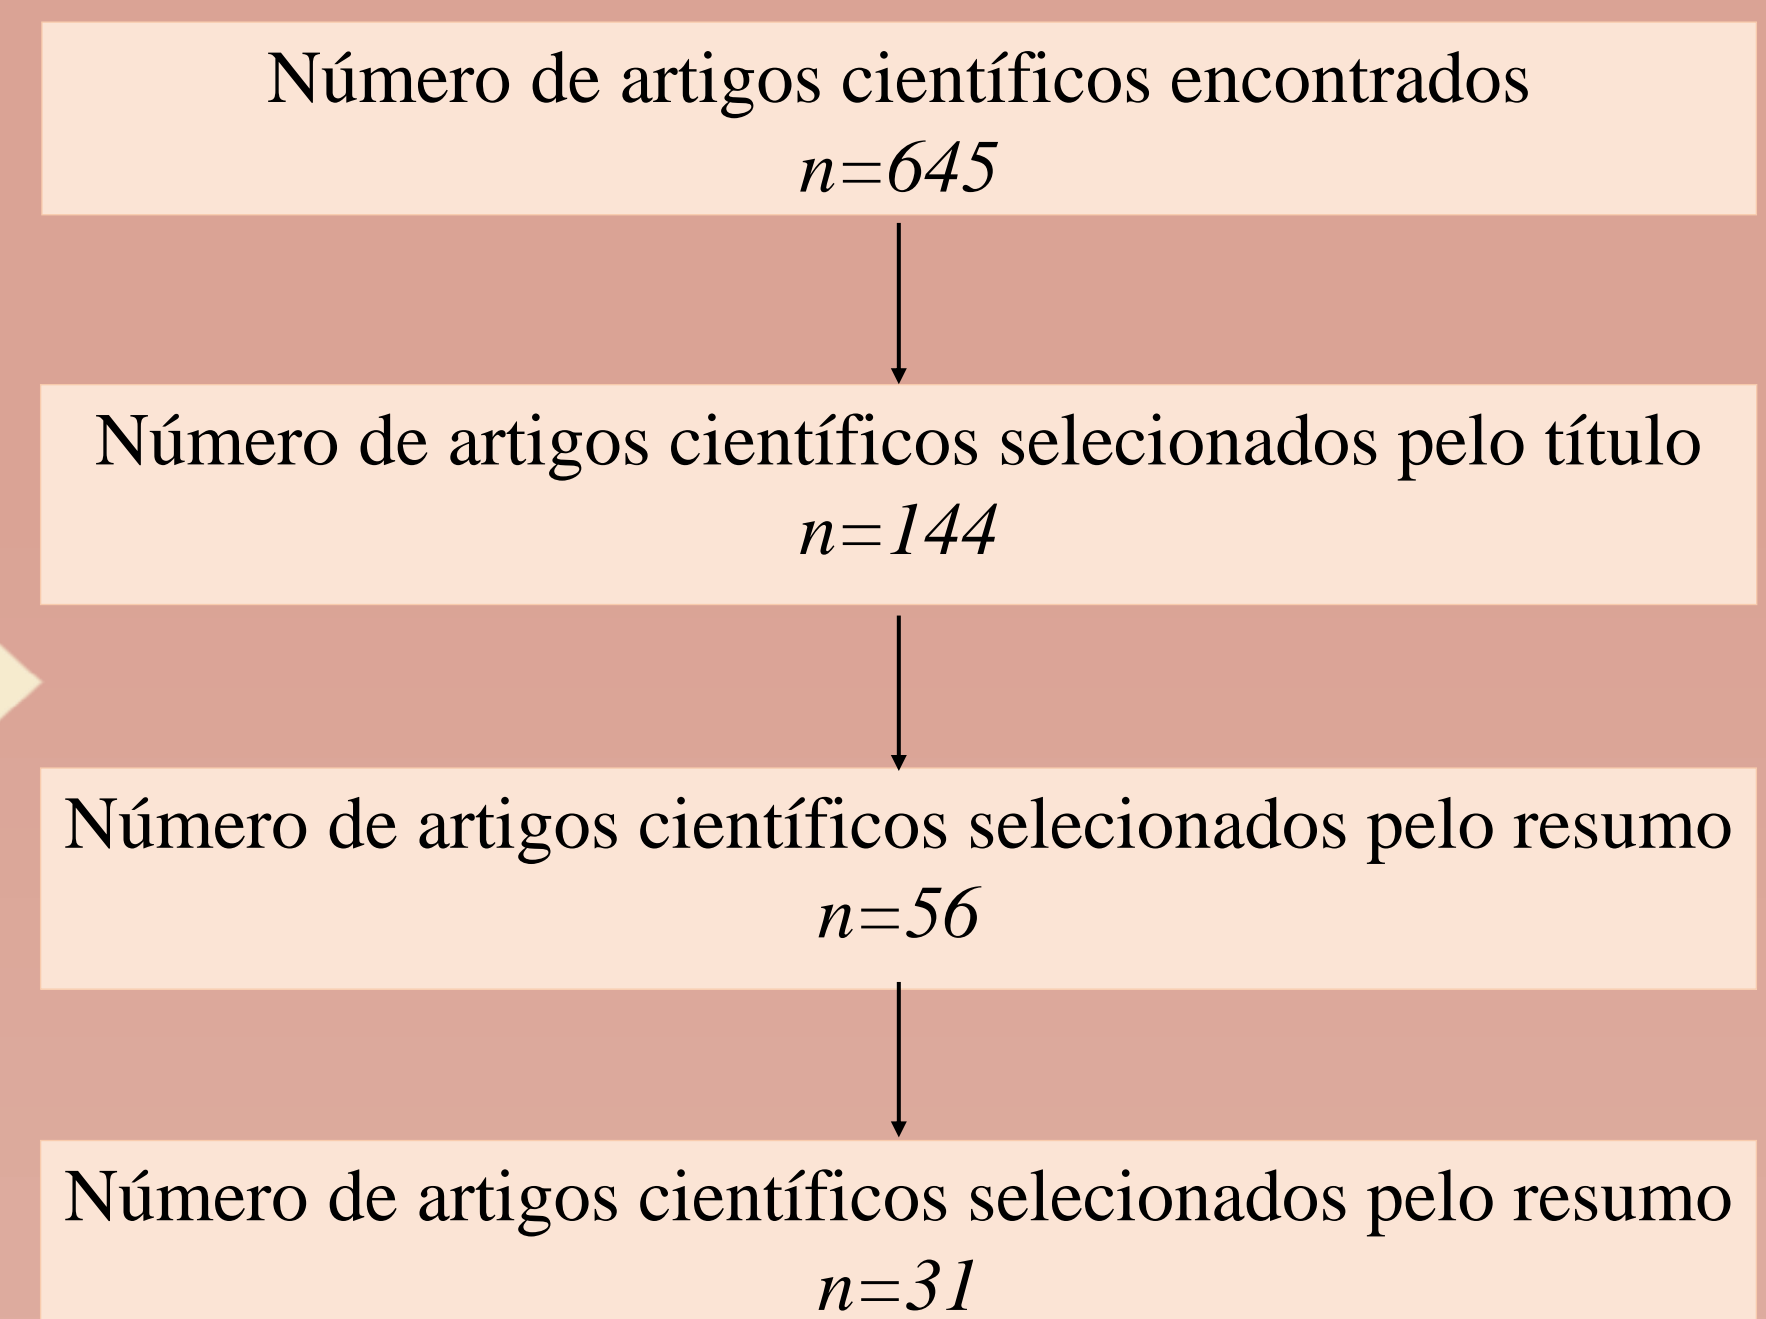 Número de artigos científicos encontrados
n=645
Número de artigos científicos selecionados pelo título
n=144
Número de artigos científicos selecionados pelo resumo
n=56
Número de artigos científicos selecionados pelo resumo
n=31